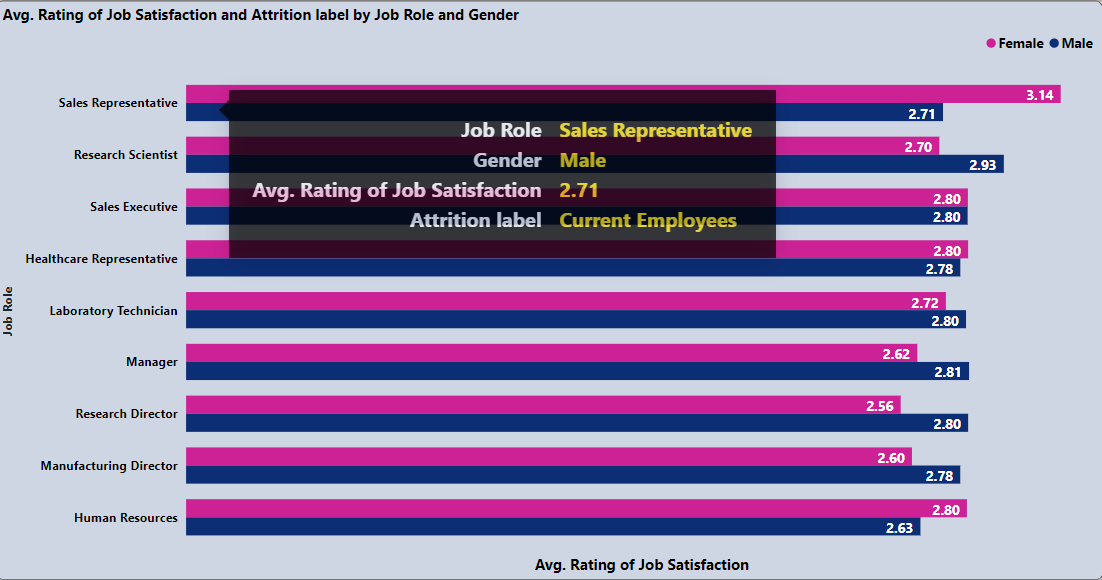 Avg. Rating of Job Satisfaction and Attrition label by Job Role and Gender
Female Male
Sales Representative 3.14
2.71
Job Role Sales Representative
Gender Male
Avg. Rating of Job Satisfaction 2.71
Attrition label Current Employees
Research Scientist 2.70
2.93
Sales Executive 2.80
2.80
Healthcare Representative 2.80
2.78
Laboratory Technician 2.72
2.80
Manager 2.62
2.81
Research Director 2.56
2.80
Manufacturing Director 2.60
2.78
Human Resources 2.80
2.63
Job Role
Avg. Rating of Job Satisfaction